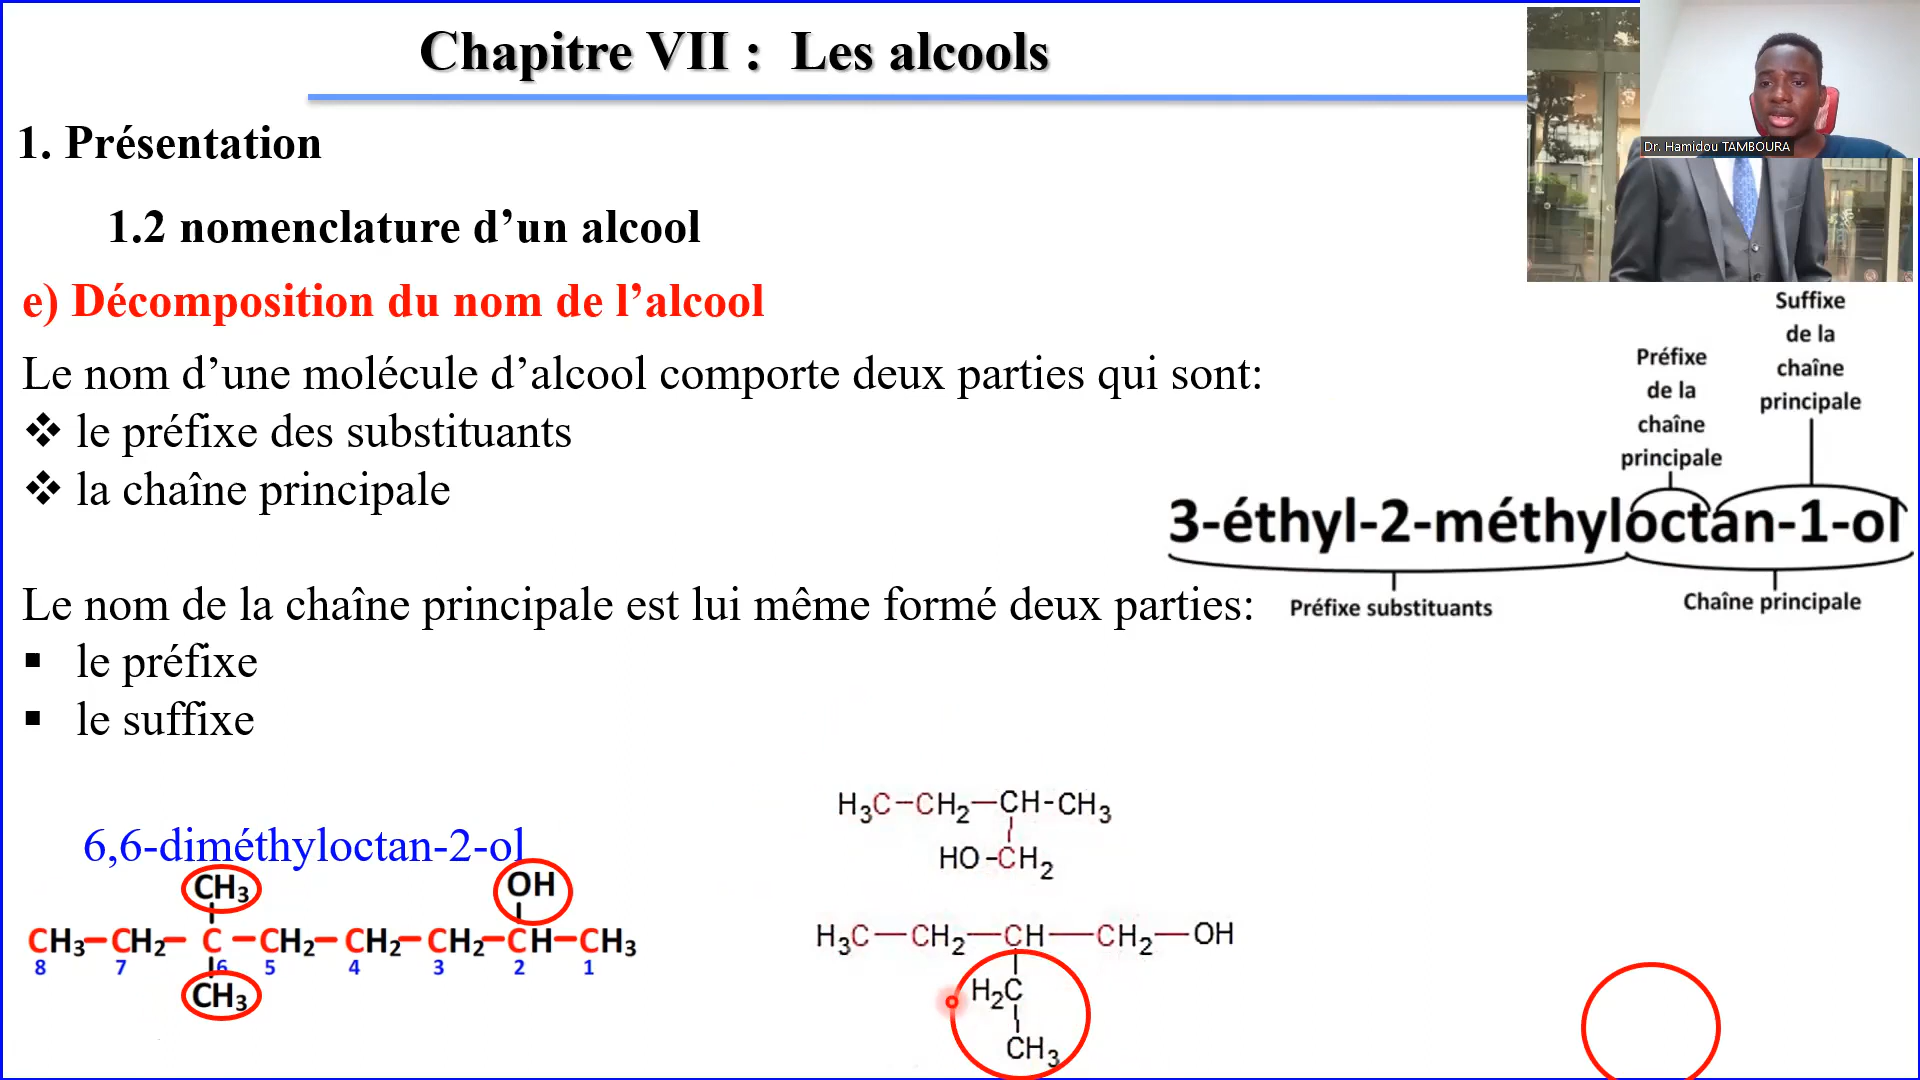 Chapitre VII : Les alcools
Dr. Hamidou TAMBOURA
1. Présentation
1.2 nomenclature d’un alcool
e) Décomposition du nom de l’alcool
Le nom d’une molécule d’alcool comporte deux parties qui sont:
❖ le préfixe des substituants
❖ la chaîne principale
Suffixe
de la
chaîne
principale
Préfixe
de la
chaîne
principale
3-éthyl-2-méthyloctan-1-ol
Préfixe substituants
Chaîne principale
Le nom de la chaîne principale est lui même formé deux parties:
▪ le préfixe
▪ le suffixe
6,6-diméthyloctan-2-ol
CH3 OH
CH3–CH2–C–CH2–CH2–CH2–CH–CH3
8 7 6 5 4 3 2 1
CH3
H3C–CH2–CH-CH3
HO-CH2
H3C–CH2–CH–CH2–OH
H2C
CH3